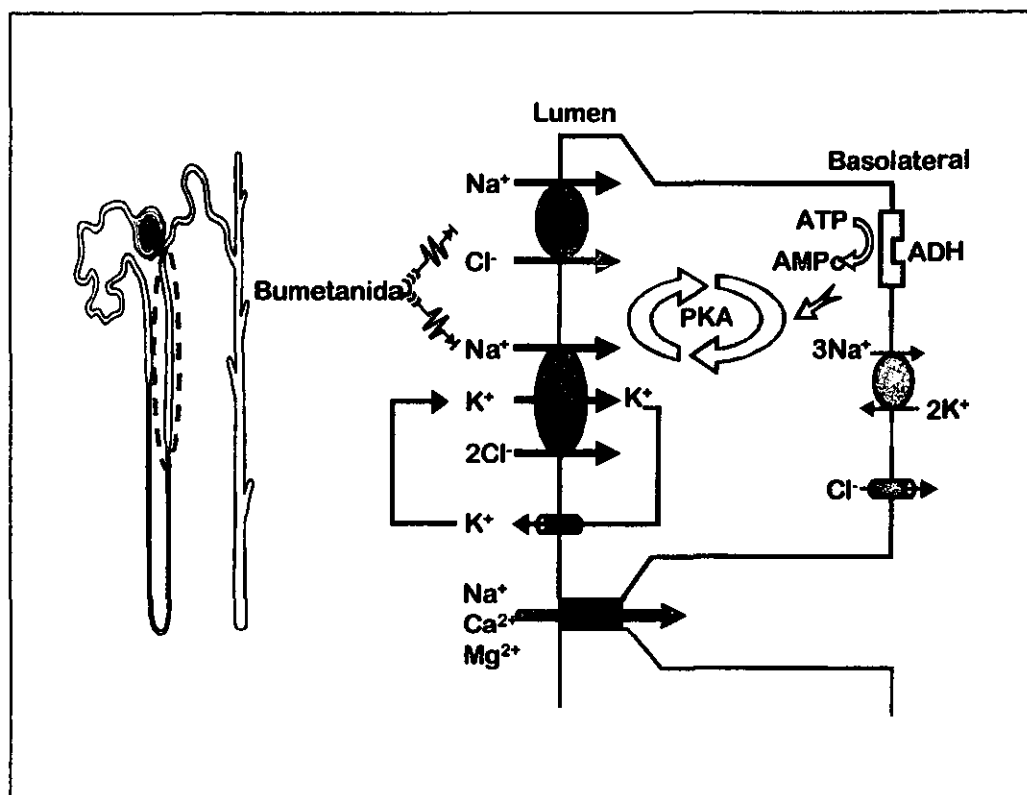 Lumen
Basolateral
Na⁺
ATP
AMPc
ADH
Cl⁻
Bumetanida
PKA
Na⁺
3Na⁺
K⁺
K⁺
2K⁺
2Cl⁻
Cl⁻
K⁺
Na⁺
Ca²⁺
Mg²⁺